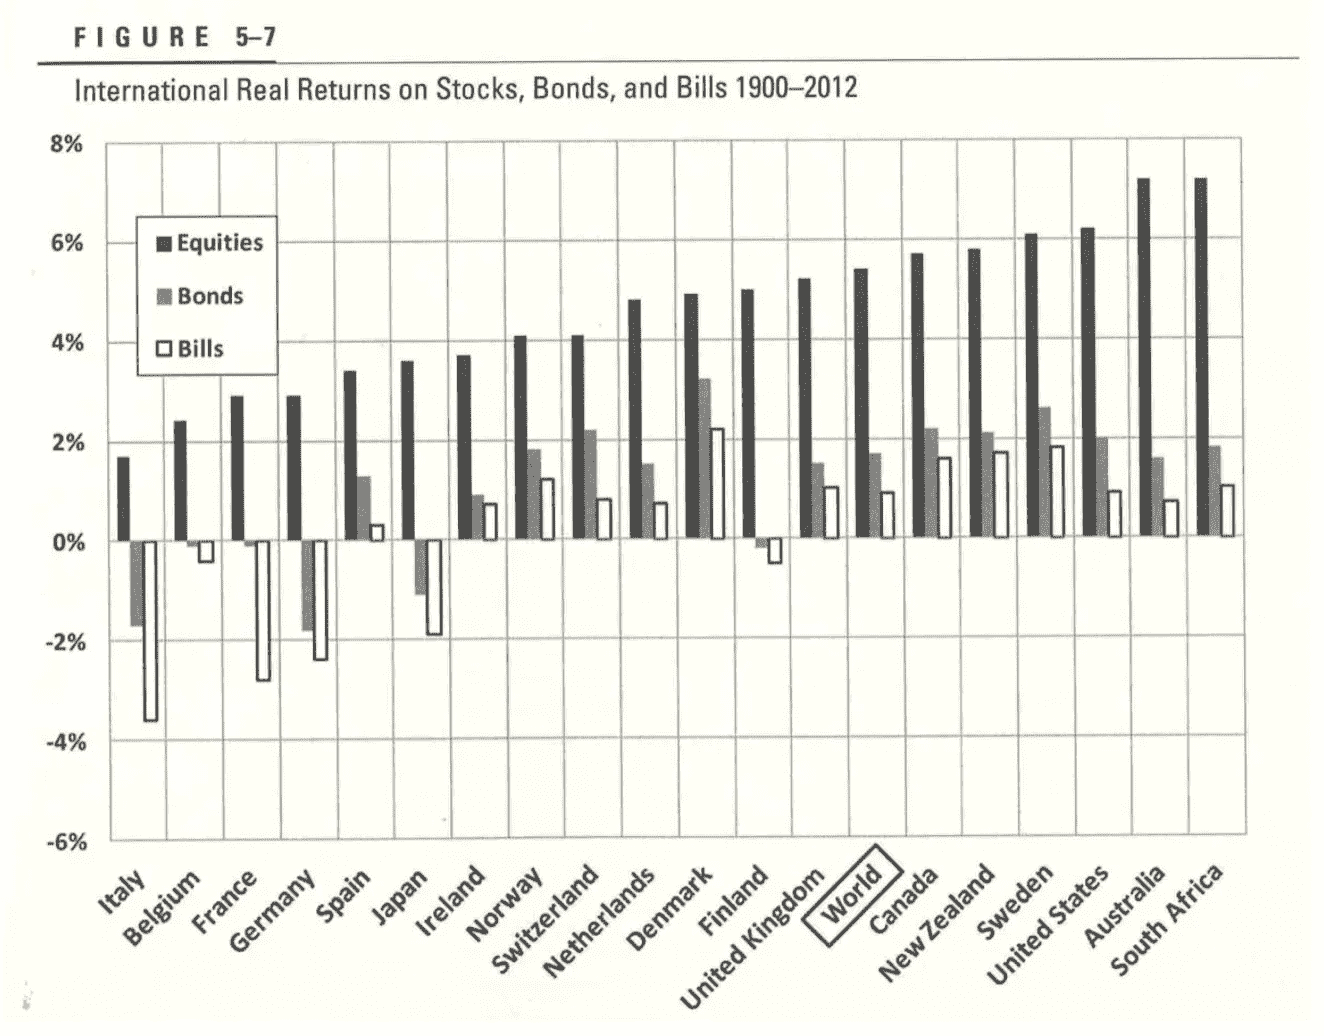 FIGURE 5–7
International Real Returns on Stocks, Bonds, and Bills 1900–2012
8%
6%
4%
2%
0%
-2%
-4%
-6%
Equities
Bonds
Bills
Italy
Belgium
France
Germany
Spain
Japan
Ireland
Norway
Switzerland
Netherlands
Denmark
Finland
United Kingdom
World
Canada
New Zealand
Sweden
United States
Australia
South Africa